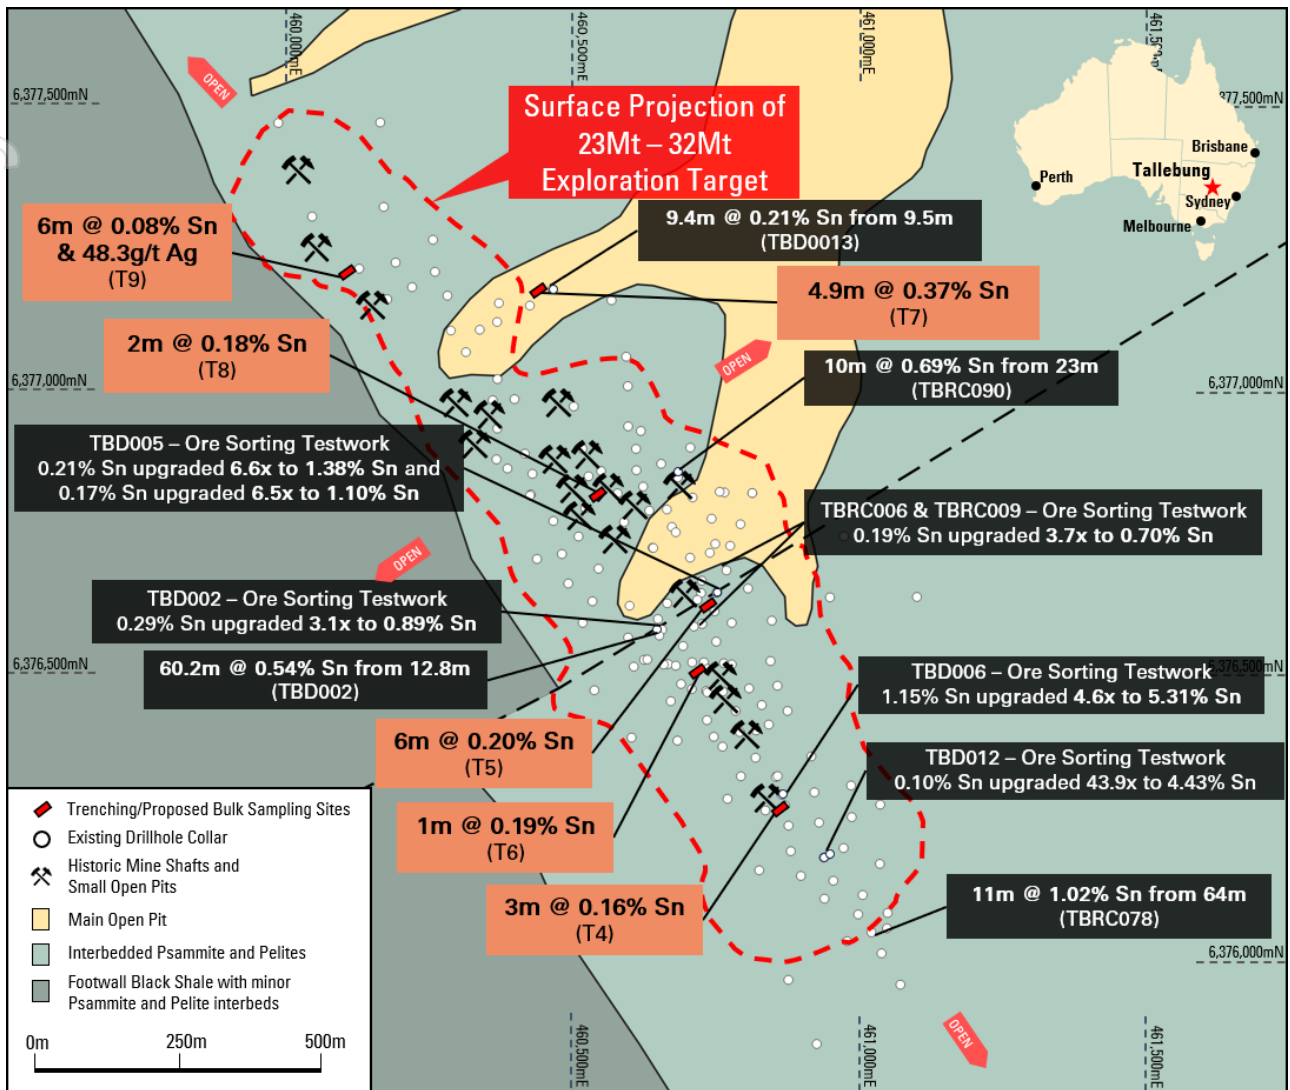 460,000mE
460,500mE
461,000mE
OPEN
6,377,500mN
Surface Projection of
23Mt – 32Mt
Exploration Target
377,500mN
Brisbane
Perth
Tallebung
Sydney
Melbourne
6m @ 0.08% Sn
& 48.3g/t Ag
(T9)
9.4m @ 0.21% Sn from 9.5m
(TBD0013)
4.9m @ 0.37% Sn
(T7)
2m @ 0.18% Sn
(T8)
OPEN
10m @ 0.69% Sn from 23m
(TBRC090)
6,377,000mN
6,377,000mN
TBD005 – Ore Sorting Testwork
0.21% Sn upgraded 6.6x to 1.38% Sn and
0.17% Sn upgraded 6.5x to 1.10% Sn
TBRC006 & TBRC009 – Ore Sorting Testwork
0.19% Sn upgraded 3.7x to 0.70% Sn
OPEN
TBD002 – Ore Sorting Testwork
0.29% Sn upgraded 3.1x to 0.89% Sn
60.2m @ 0.54% Sn from 12.8m
(TBD002)
6,376,500mN
6,376,500mN
TBD006 – Ore Sorting Testwork
1.15% Sn upgraded 4.6x to 5.31% Sn
6m @ 0.20% Sn
(T5)
TBD012 – Ore Sorting Testwork
0.10% Sn upgraded 43.9x to 4.43% Sn
1m @ 0.19% Sn
(T6)
3m @ 0.16% Sn
(T4)
11m @ 1.02% Sn from 64m
(TBRC078)
6,376,000mN
Trenching/Proposed Bulk Sampling Sites
Existing Drillhole Collar
Historic Mine Shafts and
Small Open Pits
Main Open Pit
Interbedded Psammite and Pelites
Footwall Black Shale with minor
Psammite and Pelite interbeds
0m 250m 500m
OPEN
460,500mE
461,000mE
461,500mE